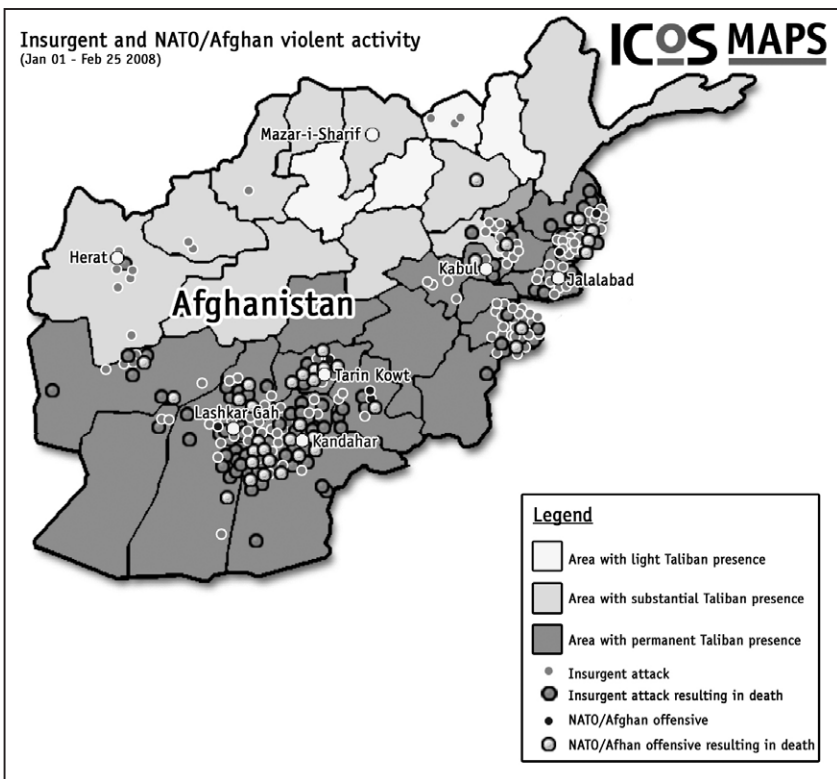 Insurgent and NATO/Afghan violent activity
(Jan 01 - Feb 25 2008)
ICOS MAPS
Mazar-i-Sharif
Herat
Kabul
Jalalabad
Afghanistan
Tarin Kowt
Lashkar Gah
Kandahar
Legend
Area with light Taliban presence
Area with substantial Taliban presence
Area with permanent Taliban presence
Insurgent attack
Insurgent attack resulting in death
NATO/Afghan offensive
NATO/Afhan offensive resulting in death